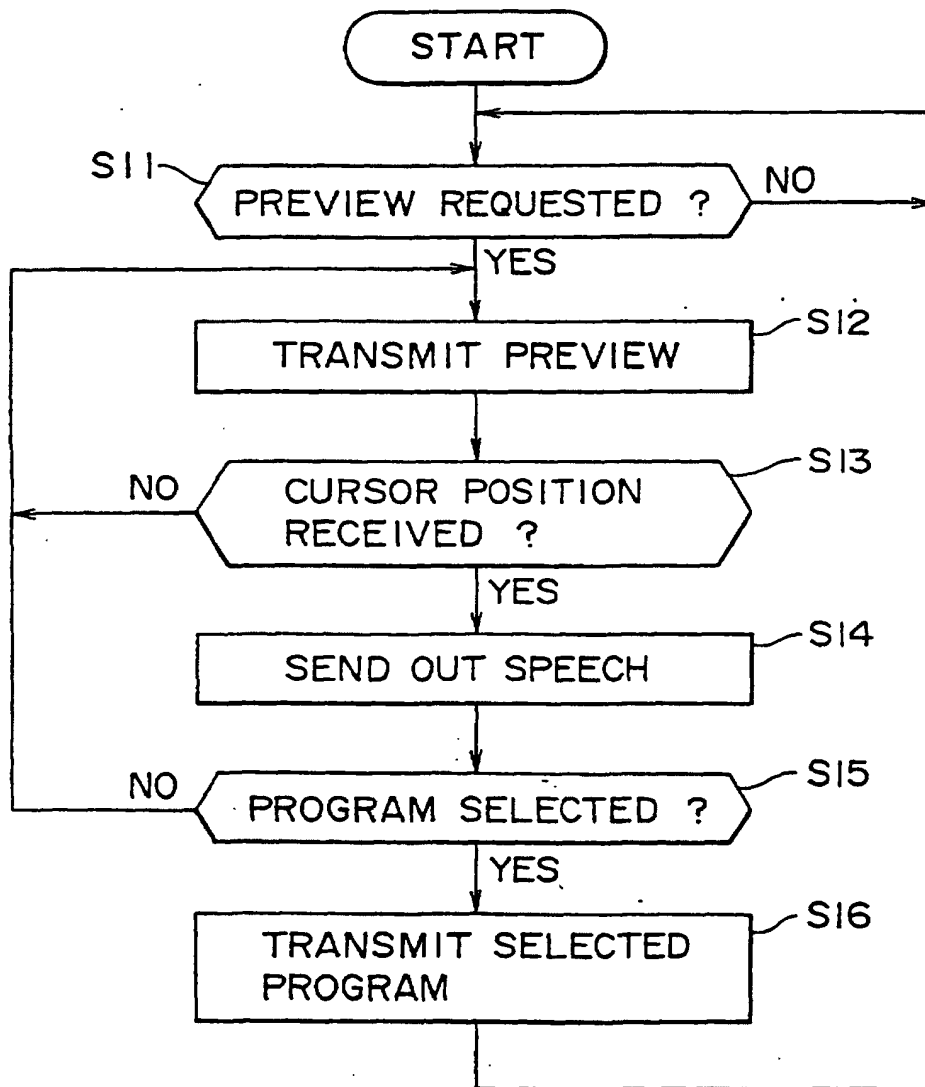 START
S11
PREVIEW REQUESTED ?
NO
YES
S12
TRANSMIT PREVIEW
S13
NO
CURSOR POSITION
RECEIVED ?
YES
S14
SEND OUT SPEECH
S15
NO
PROGRAM SELECTED ?
YES
S16
TRANSMIT SELECTED
PROGRAM